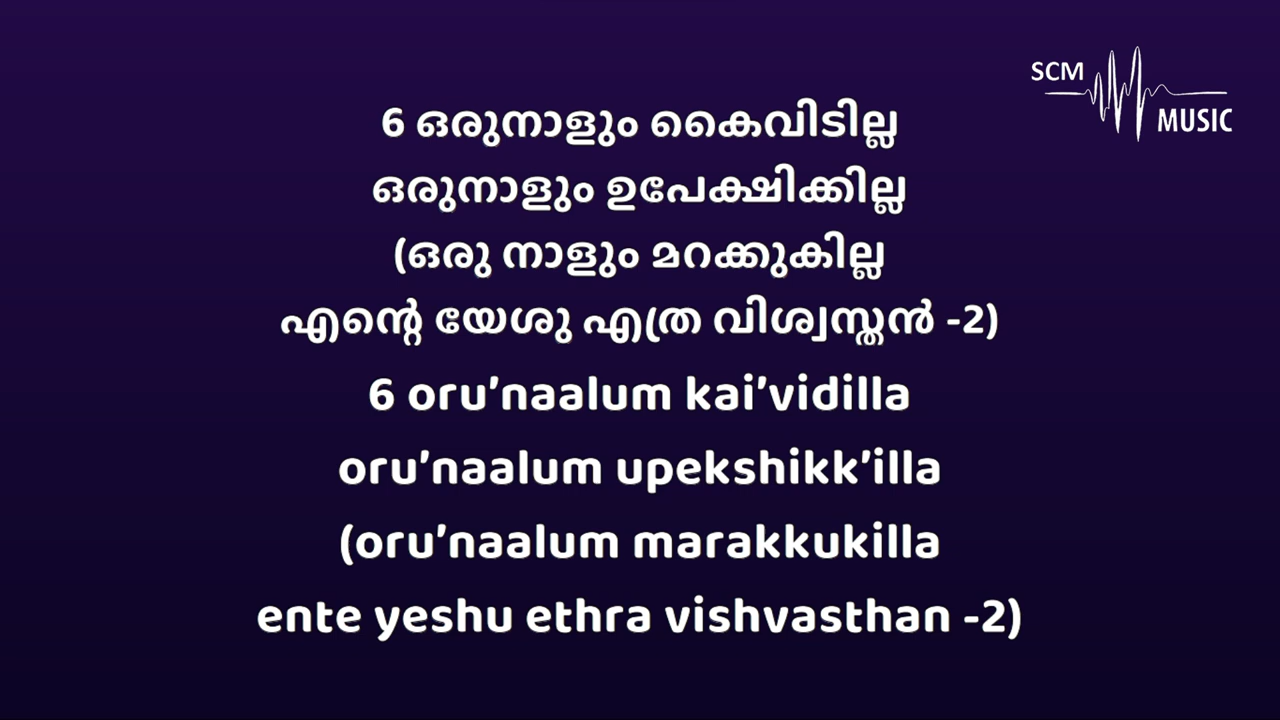 SCM
MUSIC
6 ഒരുനാളും കൈവിടില്ല
ഒരുനാളും ഉപേക്ഷിക്കില്ല
(ഒരു നാളും മറക്കുകില്ല
എന്റെ യേശു എത്ര വിശ്വസ്തൻ -2)
6 oru’naalum kai’vidilla
oru’naalum upekshikk’illa
(oru’naalum marakkukilla
ente yeshu ethra vishvasthan -2)